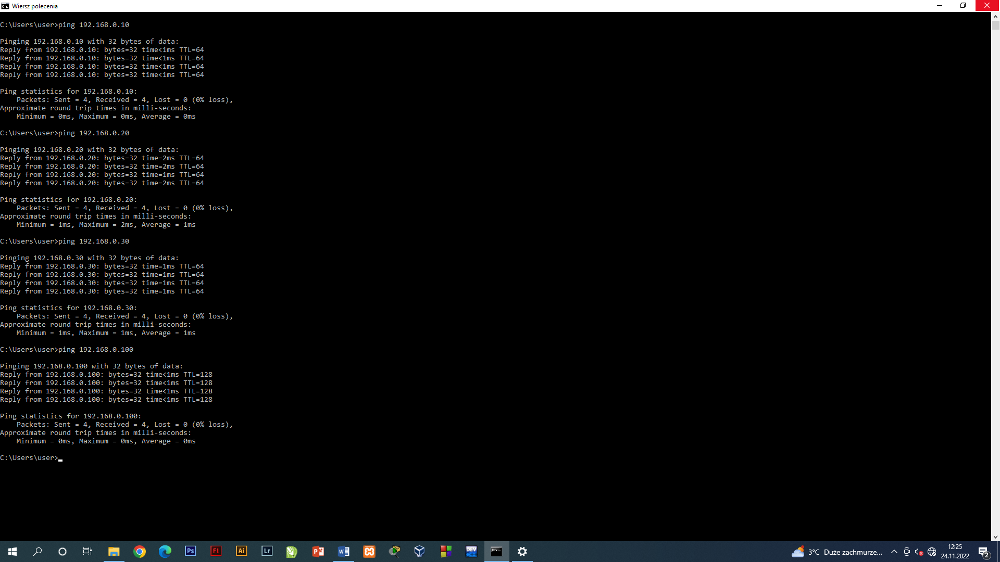 Wiersz polecenia
C:\Users\user>ping 192.168.0.10
Pinging 192.168.0.10 with 32 bytes of data:
Reply from 192.168.0.10: bytes=32 time<1ms TTL=64
Reply from 192.168.0.10: bytes=32 time<1ms TTL=64
Reply from 192.168.0.10: bytes=32 time<1ms TTL=64
Reply from 192.168.0.10: bytes=32 time<1ms TTL=64
Ping statistics for 192.168.0.10:
    Packets: Sent = 4, Received = 4, Lost = 0 (0% loss),
Approximate round trip times in milli-seconds:
    Minimum = 0ms, Maximum = 0ms, Average = 0ms
C:\Users\user>ping 192.168.0.20
Pinging 192.168.0.20 with 32 bytes of data:
Reply from 192.168.0.20: bytes=32 time=2ms TTL=64
Reply from 192.168.0.20: bytes=32 time=2ms TTL=64
Reply from 192.168.0.20: bytes=32 time=1ms TTL=64
Reply from 192.168.0.20: bytes=32 time=2ms TTL=64
Ping statistics for 192.168.0.20:
    Packets: Sent = 4, Received = 4, Lost = 0 (0% loss),
Approximate round trip times in milli-seconds:
    Minimum = 1ms, Maximum = 2ms, Average = 1ms
C:\Users\user>ping 192.168.0.30
Pinging 192.168.0.30 with 32 bytes of data:
Reply from 192.168.0.30: bytes=32 time=1ms TTL=64
Reply from 192.168.0.30: bytes=32 time=1ms TTL=64
Reply from 192.168.0.30: bytes=32 time=1ms TTL=64
Reply from 192.168.0.30: bytes=32 time=1ms TTL=64
Ping statistics for 192.168.0.30:
    Packets: Sent = 4, Received = 4, Lost = 0 (0% loss),
Approximate round trip times in milli-seconds:
    Minimum = 1ms, Maximum = 1ms, Average = 1ms
C:\Users\user>ping 192.168.0.100
Pinging 192.168.0.100 with 32 bytes of data:
Reply from 192.168.0.100: bytes=32 time<1ms TTL=128
Reply from 192.168.0.100: bytes=32 time<1ms TTL=128
Reply from 192.168.0.100: bytes=32 time<1ms TTL=128
Reply from 192.168.0.100: bytes=32 time<1ms TTL=128
Ping statistics for 192.168.0.100:
    Packets: Sent = 4, Received = 4, Lost = 0 (0% loss),
Approximate round trip times in milli-seconds:
    Minimum = 0ms, Maximum = 0ms, Average = 0ms
C:\Users\user>
Ps Fl Ai Lr DEV C++
3°C Duże zachmurze...
12:25
24.11.2022
2